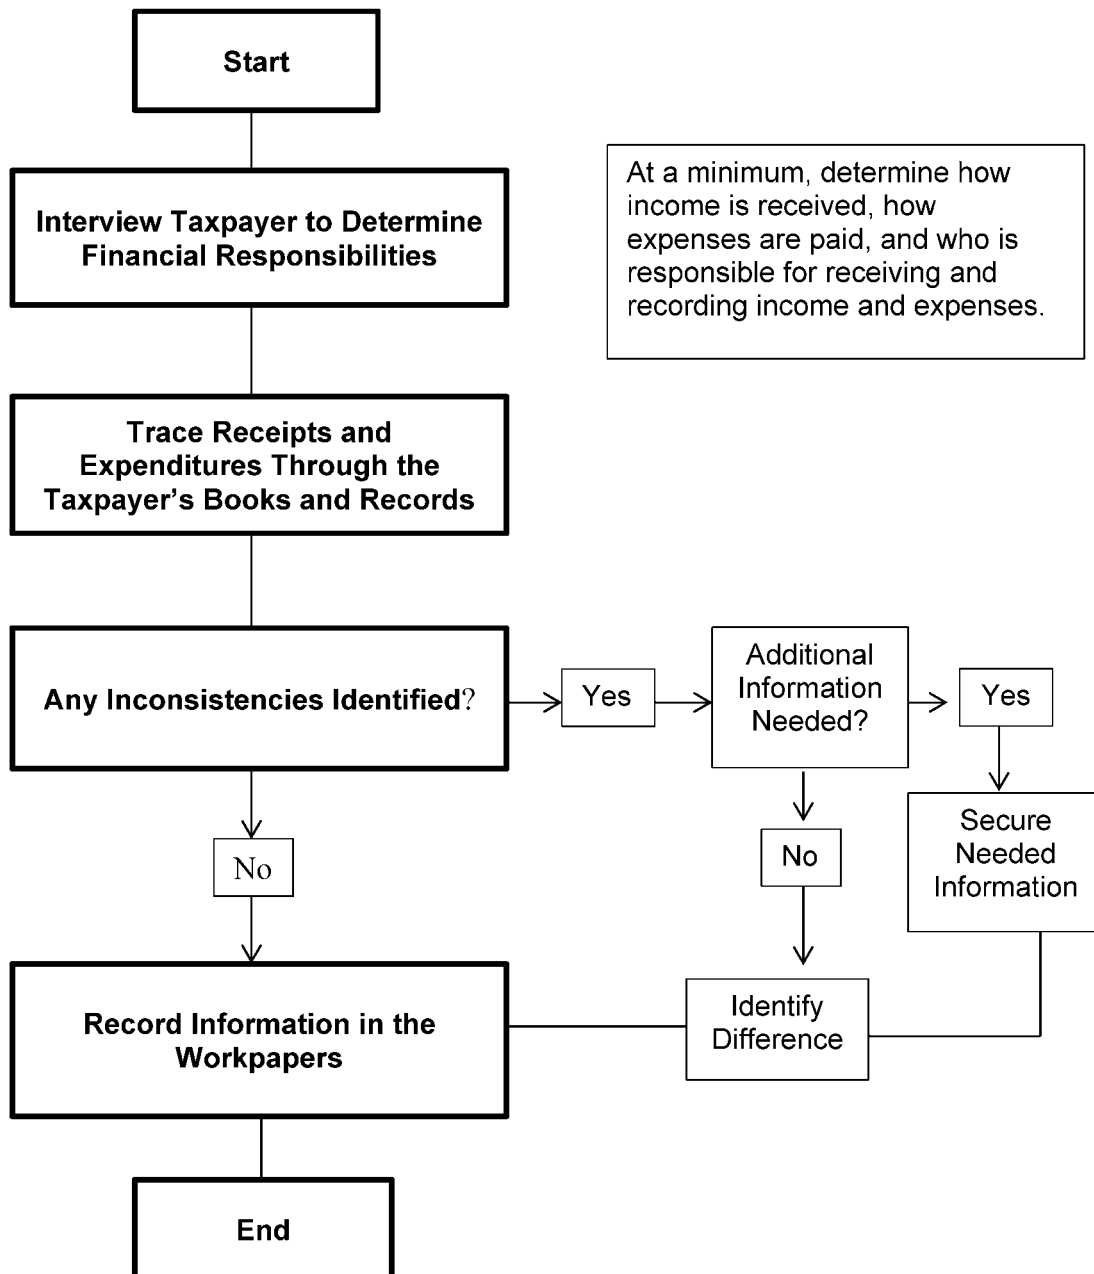 Start
Interview Taxpayer to Determine
Financial Responsibilities
At a minimum, determine how
income is received, how
expenses are paid, and who is
responsible for receiving and
recording income and expenses.
Trace Receipts and
Expenditures Through the
Taxpayer’s Books and Records
Any Inconsistencies Identified?
Yes
Additional
Information
Needed?
Yes
No
No
Secure
Needed
Information
Record Information in the
Workpapers
Identify
Difference
End